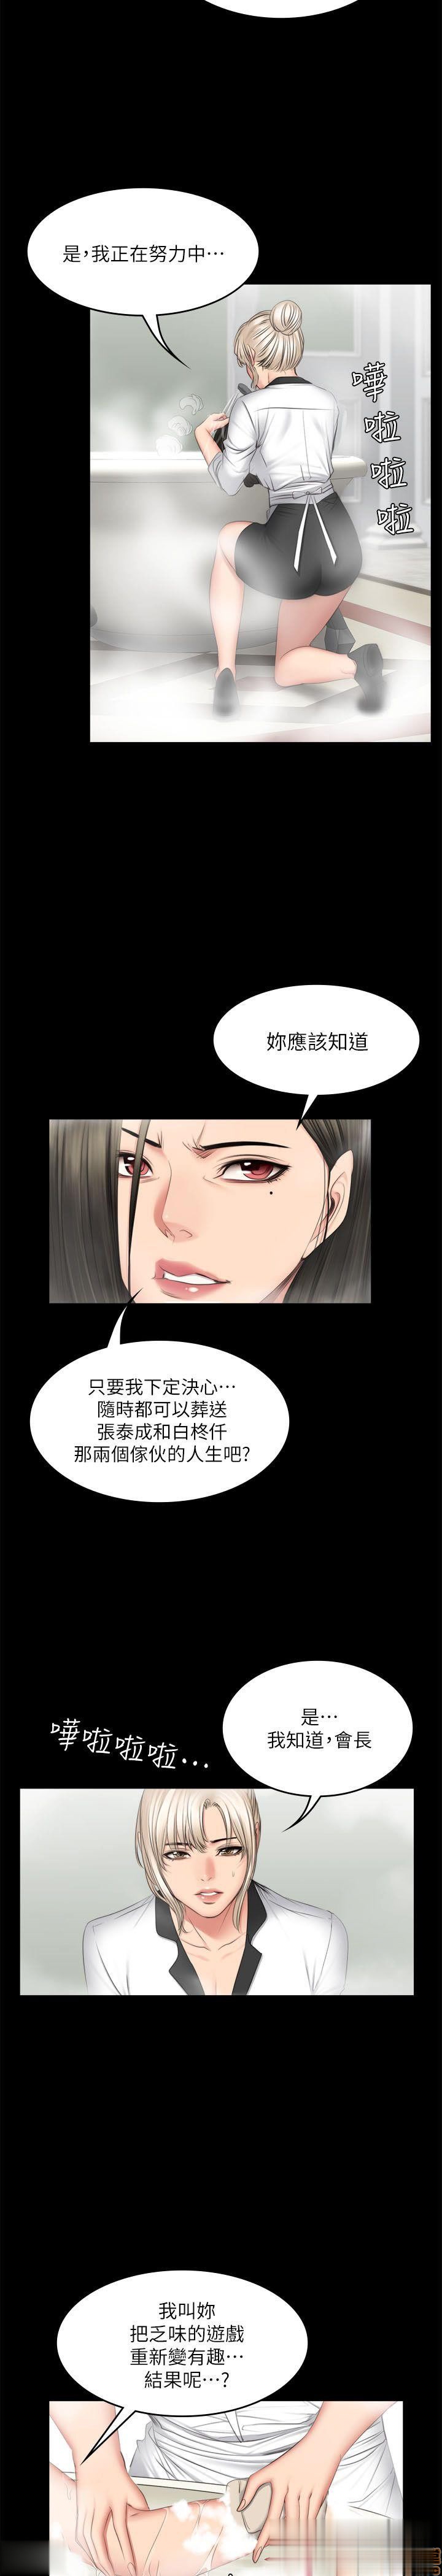 是,我正在努力中…
嘩
啦
啦
啦
妳應該知道
只要我下定決心…
隨時都可以葬送
張泰成和白柊仟
那兩個傢伙的人生吧?
嘩啦啦啦…
是…
我知道,會長
我叫妳
把乏味的遊戲
重新變有趣…
結果呢…?